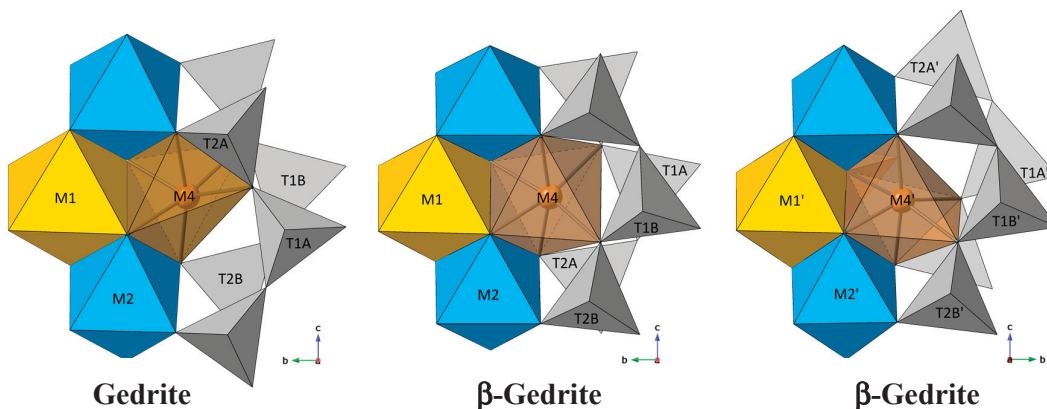 T2A
T1B
M1
M4
T1A
T2B
M2
c
b
a
Gedrite
M1
M4
T1A
T1B
T2A
M2
T2B
c
b
a
β-Gedrite
T2A'
T1A'
M1'
M4'
T1B'
M2'
T2B'
c
a
b
β-Gedrite